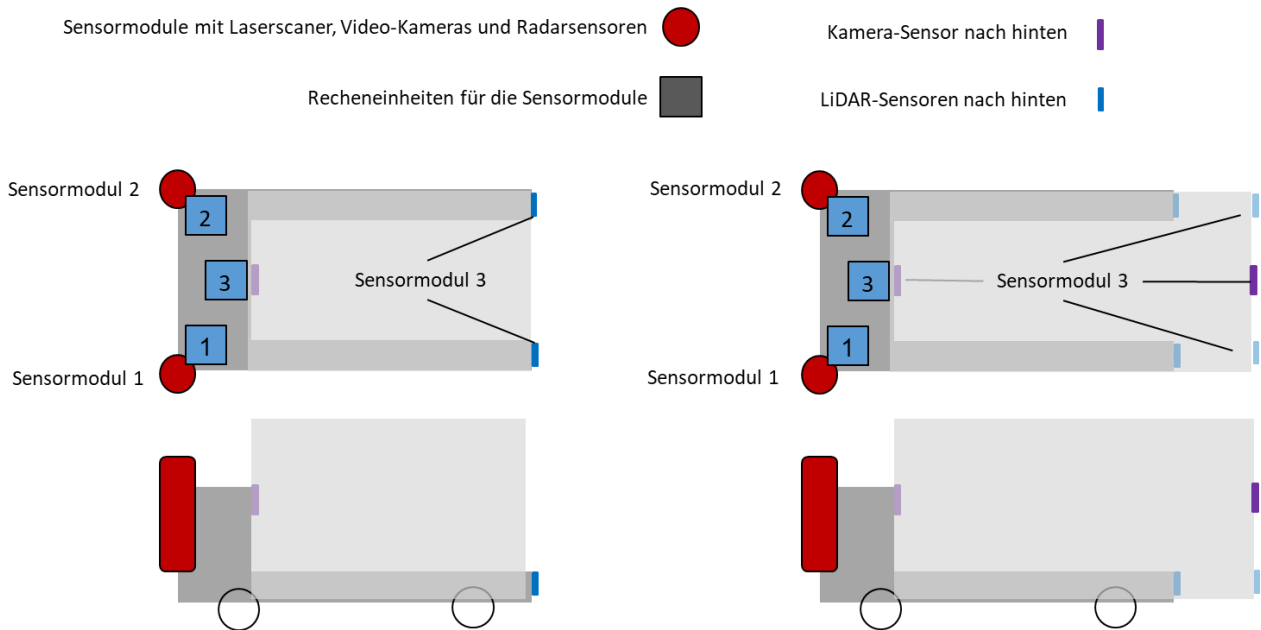 Sensormodule mit Laserscaner, Video-Kameras und Radarsensoren
Kamera-Sensor nach hinten
Recheneinheiten für die Sensormodule
LiDAR-Sensoren nach hinten
Sensormodul 2
2
3
Sensormodul 3
1
Sensormodul 1
Sensormodul 2
2
3
Sensormodul 3
1
Sensormodul 1